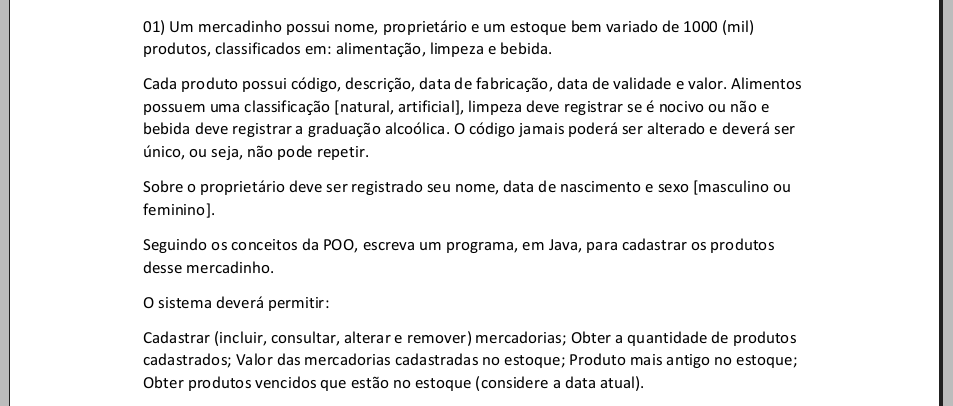 01) Um mercadinho possui nome, proprietário e um estoque bem variado de 1000 (mil)
produtos, classificados em: alimentação, limpeza e bebida.
Cada produto possui código, descrição, data de fabricação, data de validade e valor. Alimentos
possuem uma classificação [natural, artificial], limpeza deve registrar se é nocivo ou não e
bebida deve registrar a graduação alcoólica. O código jamais poderá ser alterado e deverá ser
único, ou seja, não pode repetir.
Sobre o proprietário deve ser registrado seu nome, data de nascimento e sexo [masculino ou
feminino].
Seguindo os conceitos da POO, escreva um programa, em Java, para cadastrar os produtos
desse mercadinho.
O sistema deverá permitir:
Cadastrar (incluir, consultar, alterar e remover) mercadorias; Obter a quantidade de produtos
cadastrados; Valor das mercadorias cadastradas no estoque; Produto mais antigo no estoque;
Obter produtos vencidos que estão no estoque (considere a data atual).